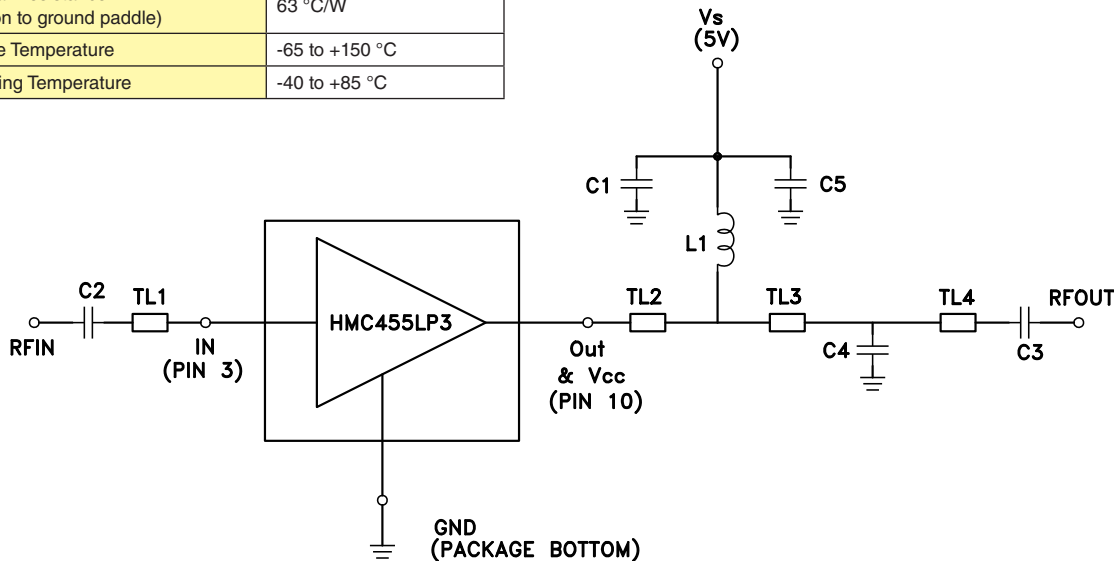 on to ground paddle)
63 °C/W
e Temperature
-65 to +150 °C
ing Temperature
-40 to +85 °C
Vs
(5V)
C1
C5
L1
C2
TL1
HMC455LP3
TL2
TL3
TL4
RFOUT
RFIN
IN
(PIN 3)
Out
& Vcc
(PIN 10)
C4
C3
GND
(PACKAGE BOTTOM)